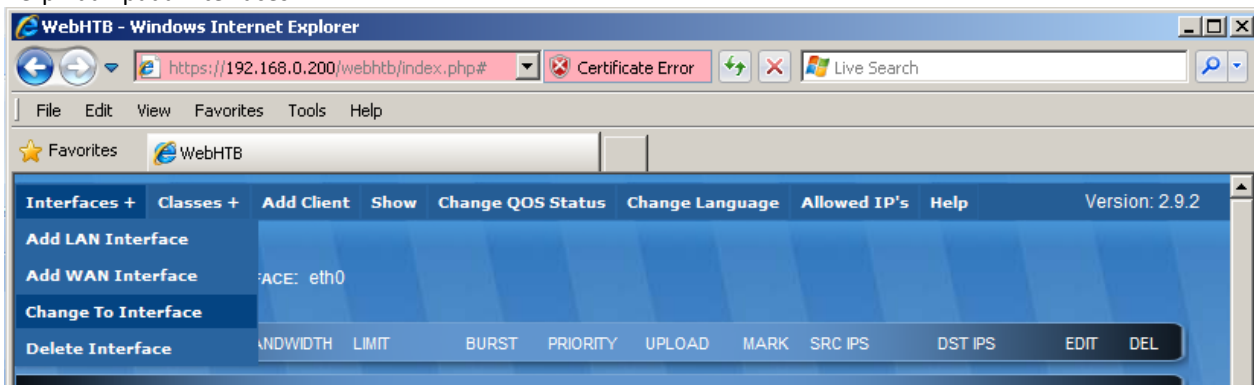 WebHTB - Windows Internet Explorer
https://192.168.0.200/webhtb/index.php# Certificate Error Live Search
File Edit View Favorites Tools Help
Favorites WebHTB
Interfaces + Classes + Add Client Show Change QOS Status Change Language Allowed IP's Help Version: 2.9.2
Add LAN Interface
Add WAN Interface FACE: eth0
Change To Interface
Delete Interface ANDWIDTH LIMIT BURST PRIORITY UPLOAD MARK SRC IPS DST IPS EDIT DEL